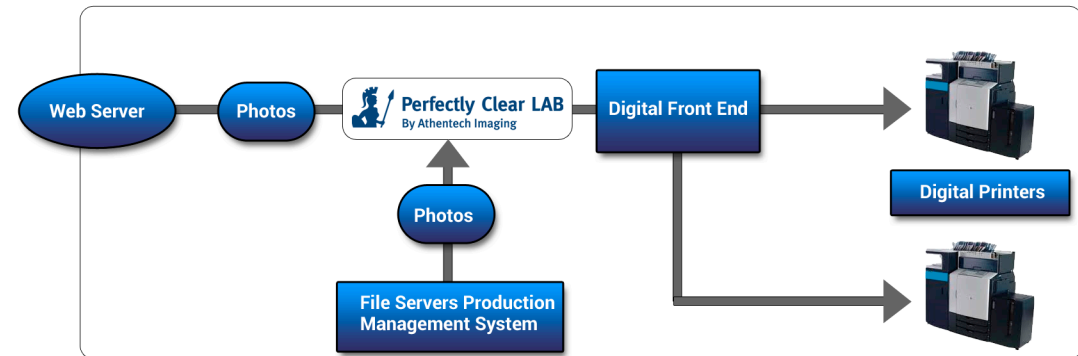 Web Server
Photos
Perfectly Clear LAB
By Athentech Imaging
Digital Front End
Digital Printers
Photos
File Servers Production
Management System